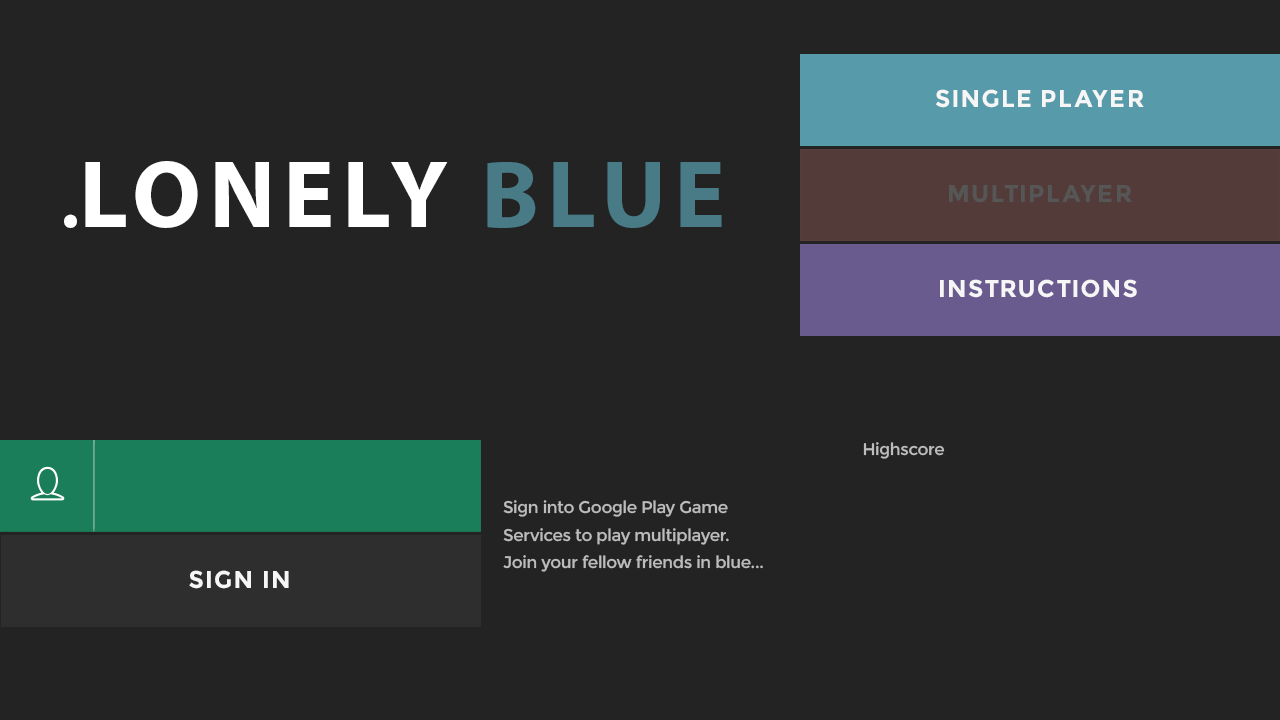 .LONELY BLUE
SINGLE PLAYER
MULTIPLAYER
INSTRUCTIONS
SIGN IN
Sign into Google Play Game
Services to play multiplayer.
Join your fellow friends in blue...
Highscore